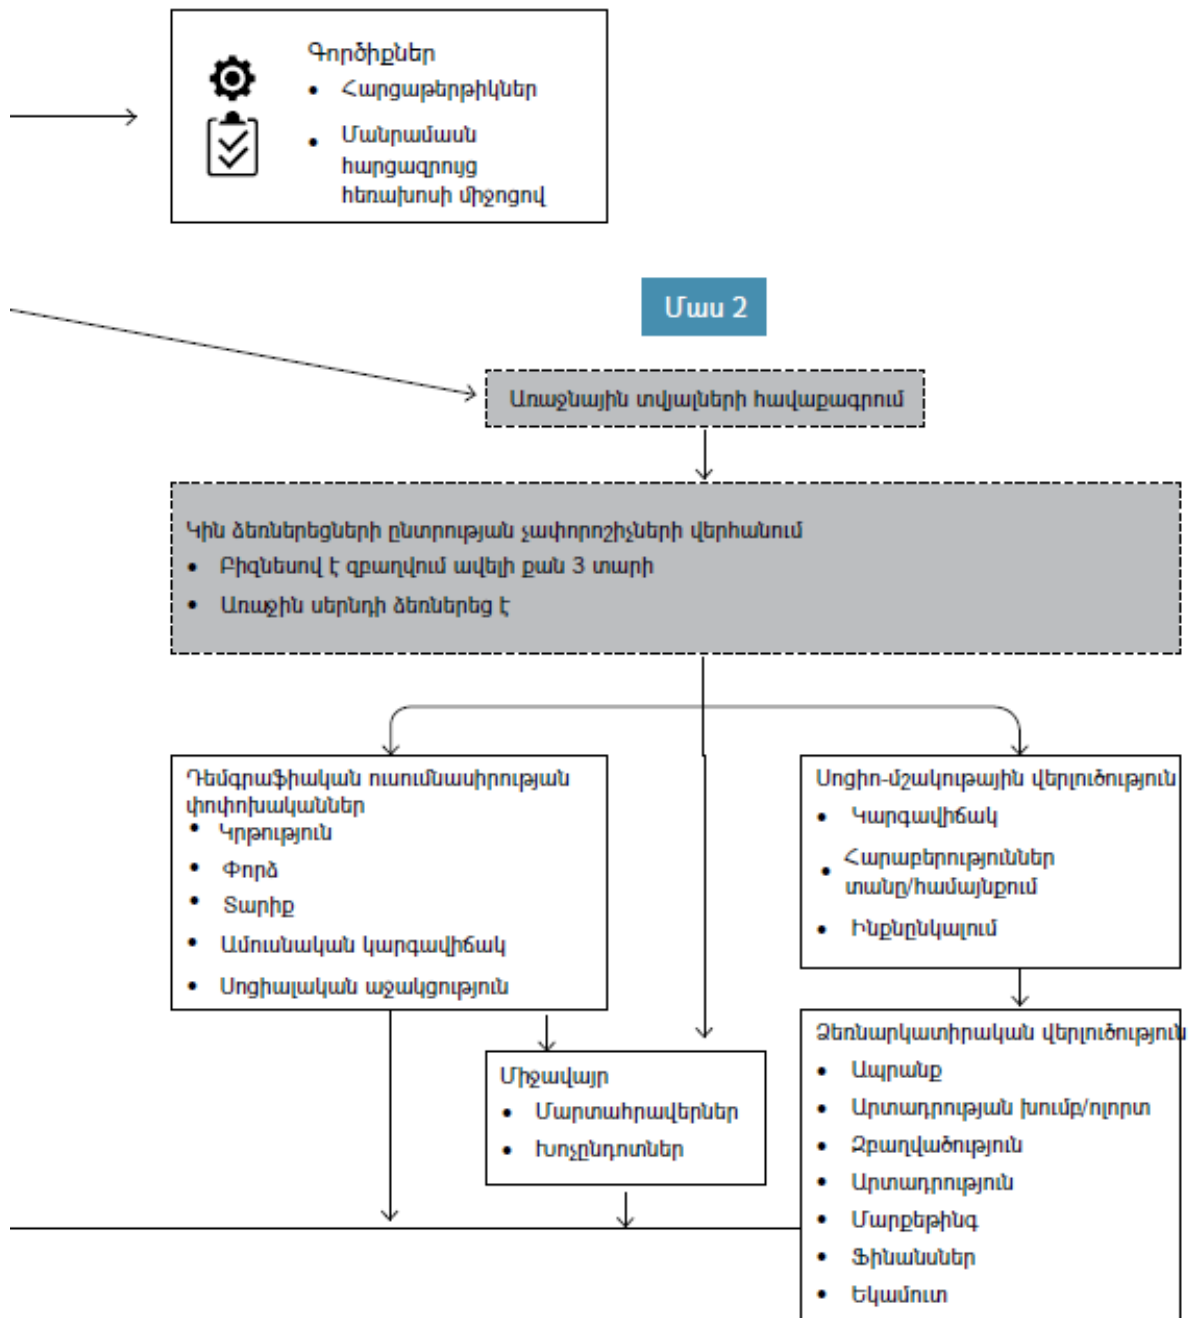 Գործիքներ
• Հարցաթերթիկներ
• Մանրամասն
հարցազրույց
հեռախոսի միջոցով
Մաս 2
Առաջնային տվյալների հավաքագրում
Կին ձեռներեցների ընտրության չափորոշիչների վերհանում
• Բիզնեսով է զբաղվում ավելի քան 3 տարի
• Առաջին սերնդի ձեռներեց է
Դեմգրաֆիական ուսումնասիրության
փոփոխականներ
• Կրթություն
• Փորձ
• Տարիք
• Ամուսնական կարգավիճակ
• Սոցիալական աջակցություն
Սոցիո-մշակութային վերլուծություն
• Կարգավիճակ
• Հարաբերություններ
տանը/համայնքում
• Ինքնընկալում
Միջավայր
• Մարտահրավերներ
• Խոչընդոտներ
Ձեռնարկատիրական վերլուծություն
• Ապրանք
• Արտադրության խումբ/ոլորտ
• Զբաղվածություն
• Արտադրություն
• Մարքեթինգ
• Ֆինանսներ
• Եկամուտ